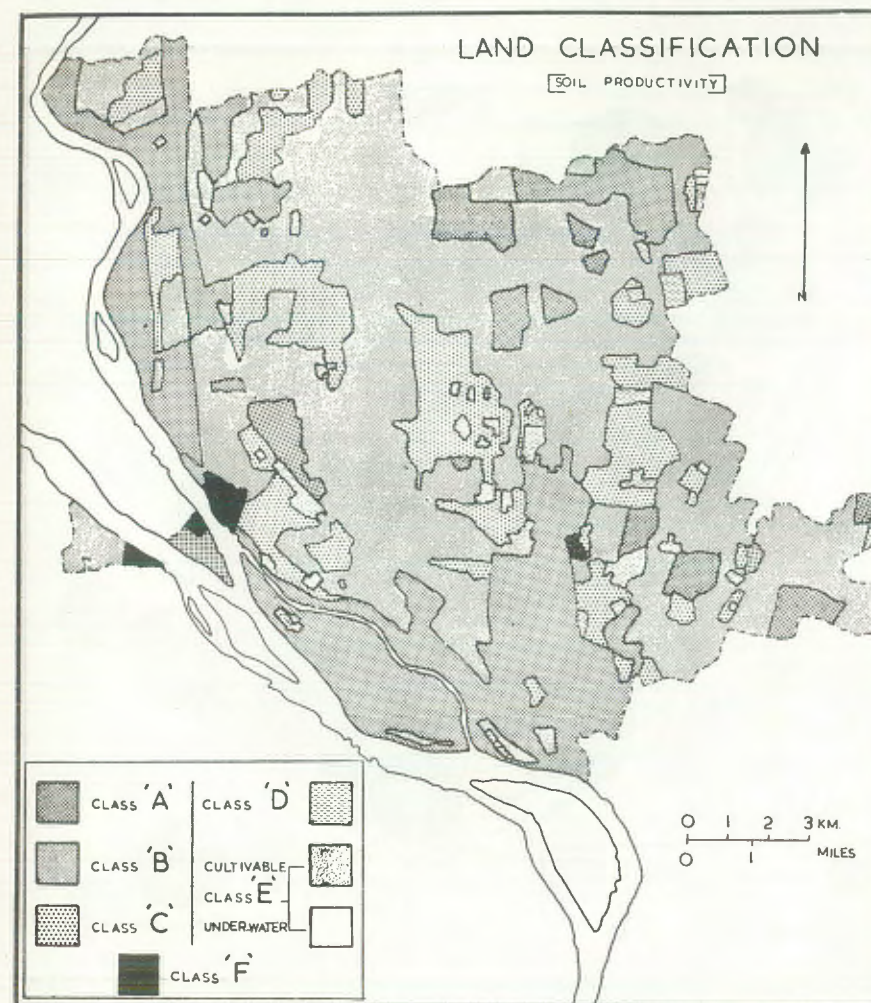 LAND CLASSIFICATION
[SOIL PRODUCTIVITY]
N
CLASS 'A'
CLASS 'B'
CLASS 'C'
CLASS 'D'
CULTIVABLE
CLASS 'E'
UNDER-WATER
CLASS 'F'
0 1 2 3 KM.
0 1 MILES